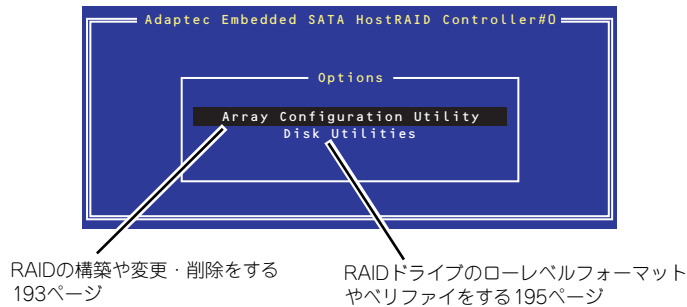 Adaptec Embedded SATA HostRAID Controller#0
Options
Array Configuration Utility
Disk Utilities
RAIDの構築や変更・削除をする
193ページ
RAIDドライブのローレベルフォーマット
やベリファイをする195ページ